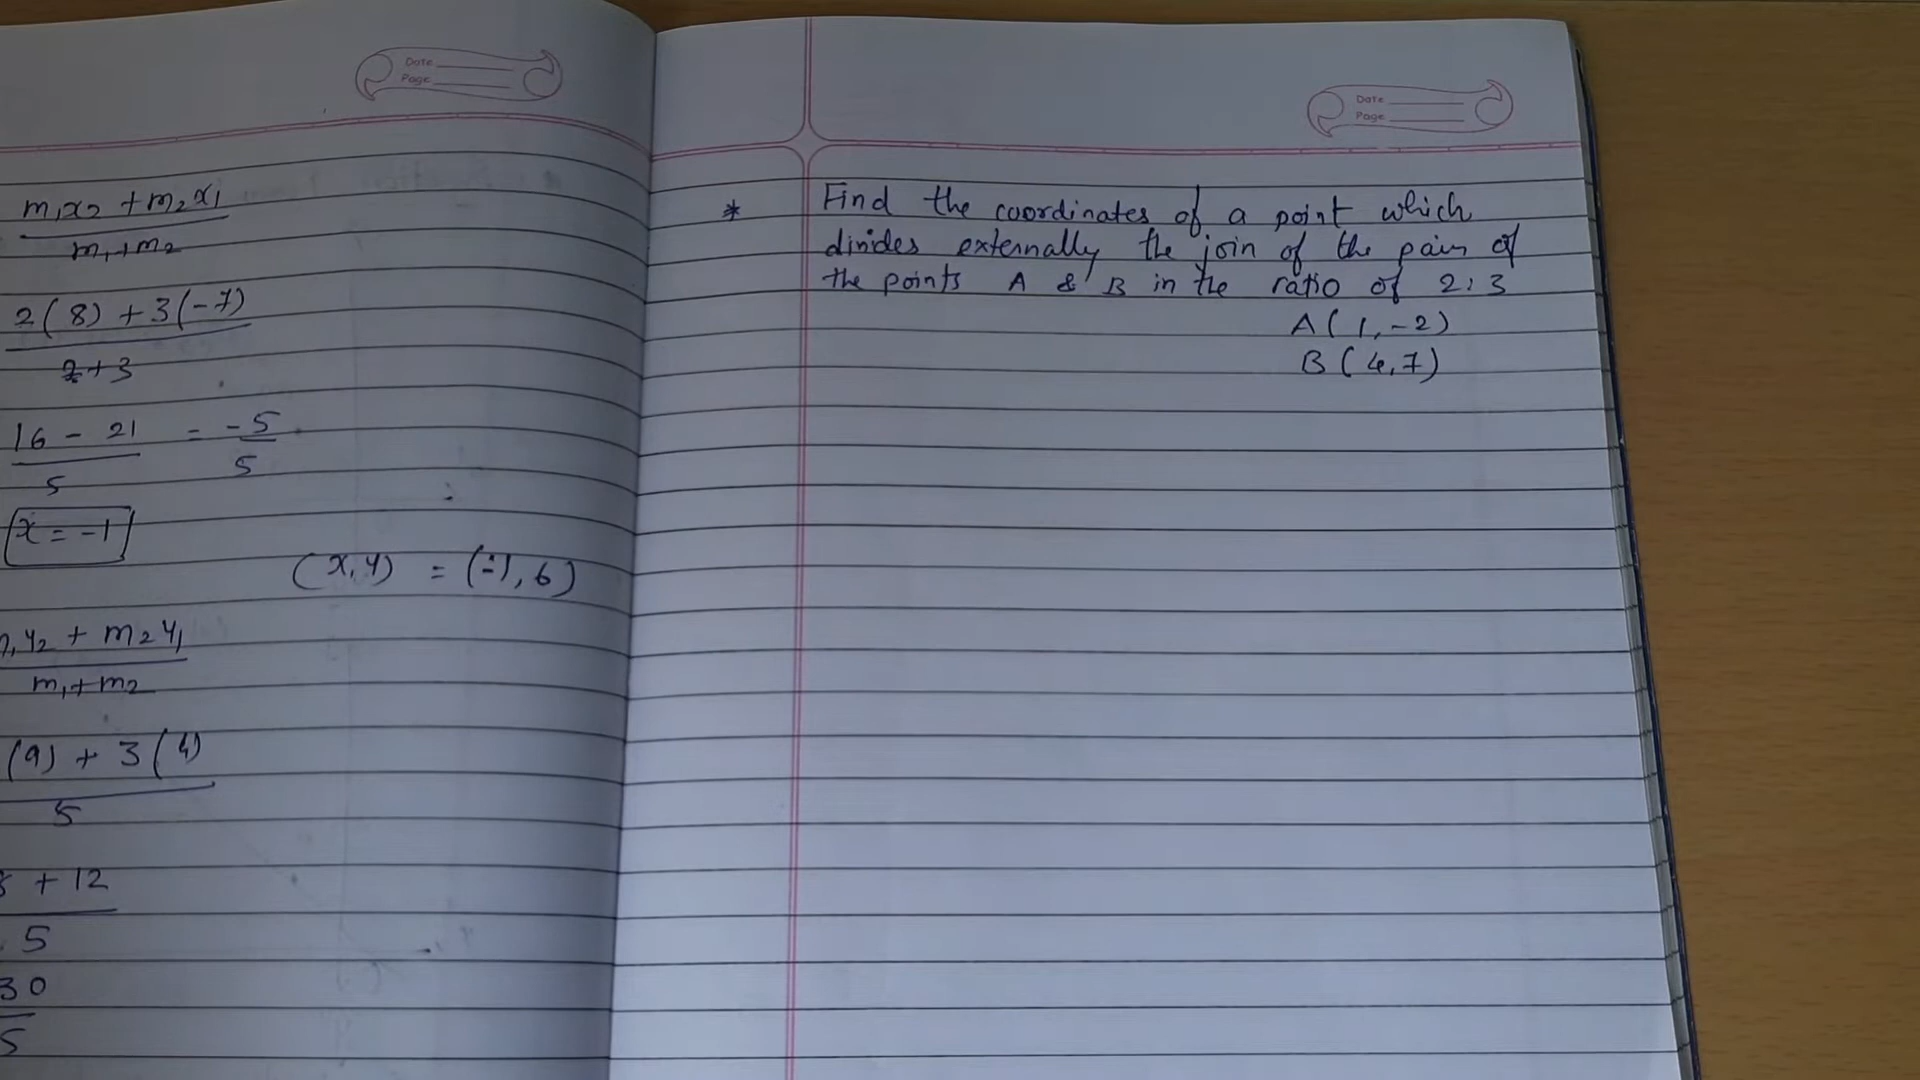 Date
Page
m₁x₂ + m₂x₁
m₁+m₂
2(8) + 3(-7)
2+3
16 - 21 = -5
5 5
x = -1
(x,y) = (-1, 6)
y₂ + m₂y₁
m₁+m₂
(9) + 3(4)
5
+ 12
5
30
5
Date
Page
* Find the coordinates of a point which
divides externally the join of the pair of
the points A & B in the ratio of 2:3
A(1,-2)
B(4,7)